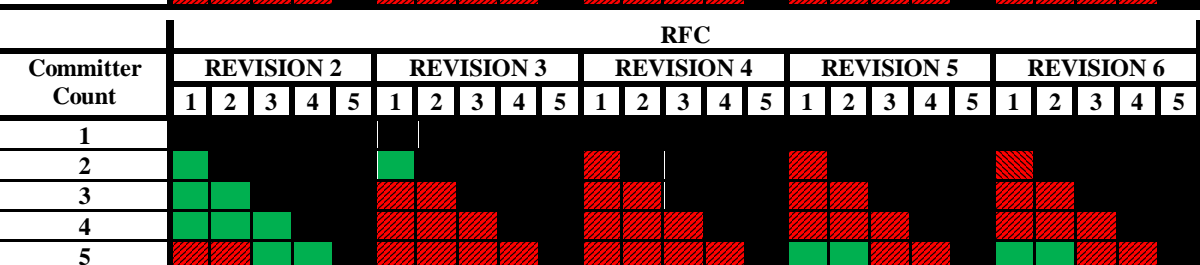 RFC
Committer Count
REVISION 2 REVISION 3 REVISION 4 REVISION 5 REVISION 6
1 2 3 4 5 1 2 3 4 5 1 2 3 4 5 1 2 3 4 5 1 2 3 4 5
1
2
3
4
5